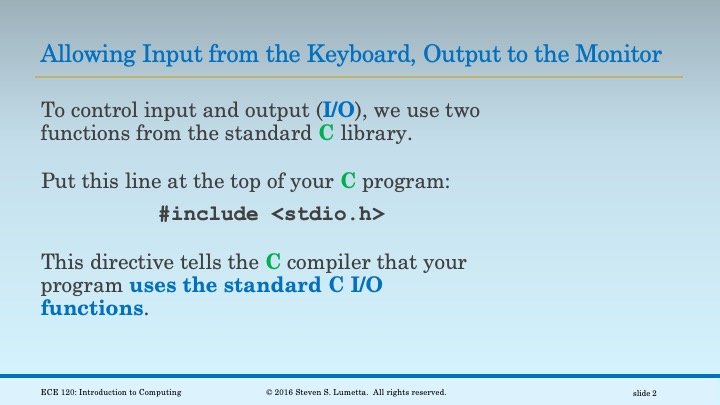 Allowing Input from the Keyboard, Output to the Monitor
To control input and output (I/O), we use two
functions from the standard C library.
Put this line at the top of your C program:
#include <stdio.h>
This directive tells the C compiler that your
program uses the standard C I/O
functions.
ECE 120: Introduction to Computing
© 2016 Steven S. Lumetta. All rights reserved.
slide 2